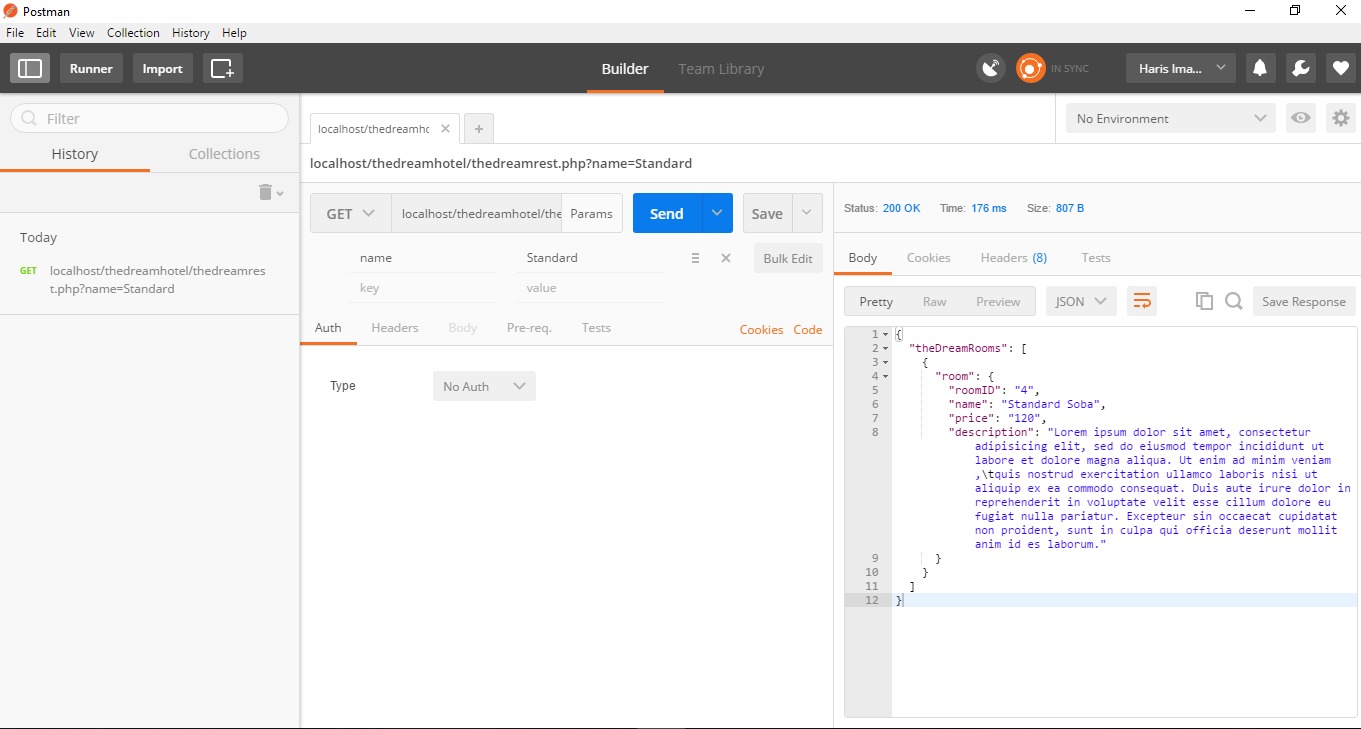 Postman
File Edit View Collection History Help
Runner Import Builder Team Library IN SYNC Haris Ima...
Filter
History Collections
Today
GET localhost/thedreamhotel/thedreamres
t.php?name=Standard
localhost/thedreamhc
No Environment
localhost/thedreamhotel/thedreamrest.php?name=Standard
GET localhost/thedreamhotel/the Params Send Save
name Standard Bulk Edit
key value
Auth Headers Body Pre-req. Tests Cookies Code
Type No Auth
Status: 200 OK Time: 176 ms Size: 807 B
Body Cookies Headers (8) Tests
Pretty Raw Preview JSON Save Response
1 {
2 "theDreamRooms": [
3 {
4 "room": {
5 "roomID": "4",
6 "name": "Standard Soba",
7 "price": "120",
8 "description": "Lorem ipsum dolor sit amet, consectetur
adipisicing elit, sed do eiusmod tempor incididunt ut
labore et dolore magna aliqua. Ut enim ad minim veniam
,\tquis nostrud exercitation ullamco laboris nisi ut
aliquip ex ea commodo consequat. Duis aute irure dolor in
reprehenderit in voluptate velit esse cillum dolore eu
fugiat nulla pariatur. Excepteur sin occaecat cupidatat
non proident, sunt in culpa qui officia deserunt mollit
anim id es laborum."
9 }
10 }
11 ]
12 }